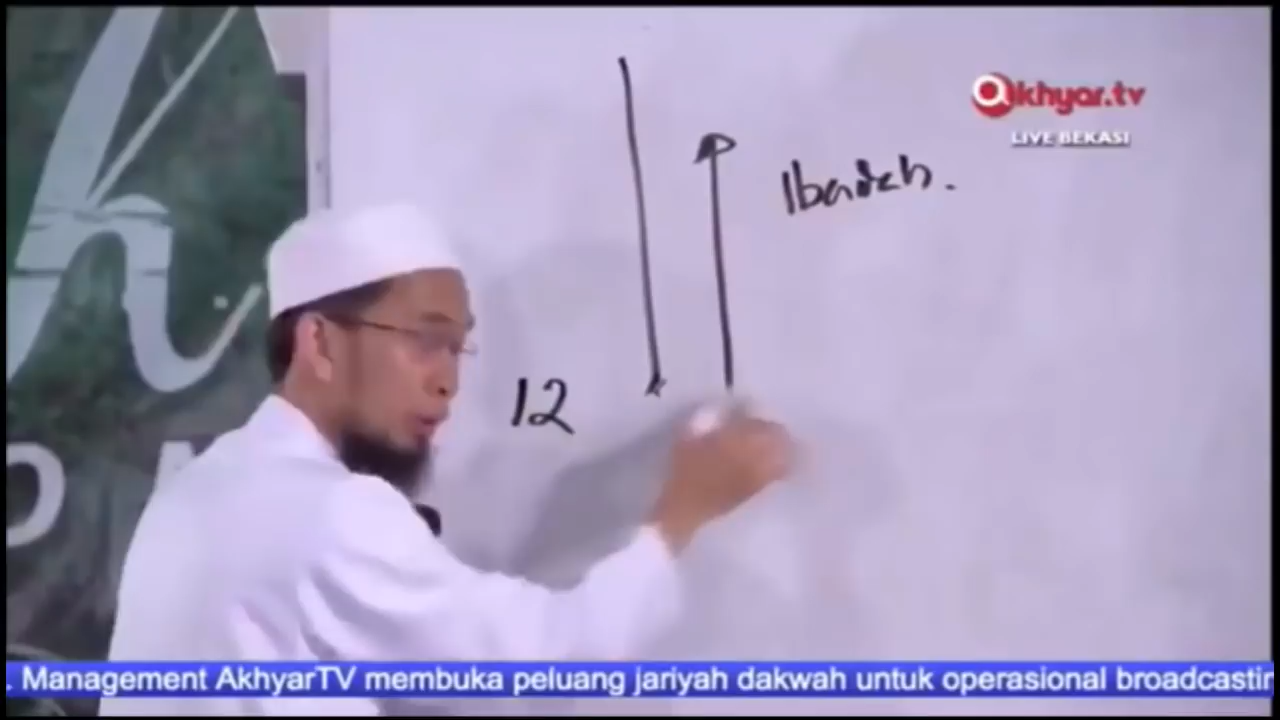 akhyar.tv
LIVE BEKASI
Ibadah.
12
. Management AkhyarTV membuka peluang jariyah dakwah untuk operasional broadcastin